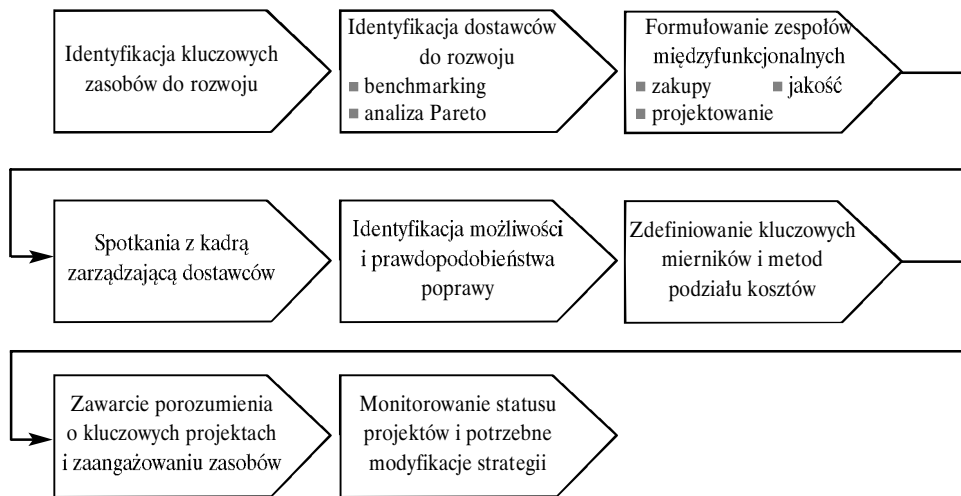 Identyfikacja kluczowych
zasobów do rozwoju
Identyfikacja dostawców
do rozwoju
benchmarking
analiza Pareto
Formułowanie zespołów
międzyfunkcjonalnych
zakupy jakość
projektowanie
Spotkania z kadrą
zarządzającą dostawców
Identyfikacja możliwości
i prawdopodobieństwa
poprawy
Zdefiniowanie kluczowych
mierników i metod
podziału kosztów
Zawarcie porozumienia
o kluczowych projektach
i zaangażowaniu zasobów
Monitorowanie statusu
projektów i potrzebne
modyfikacje strategii